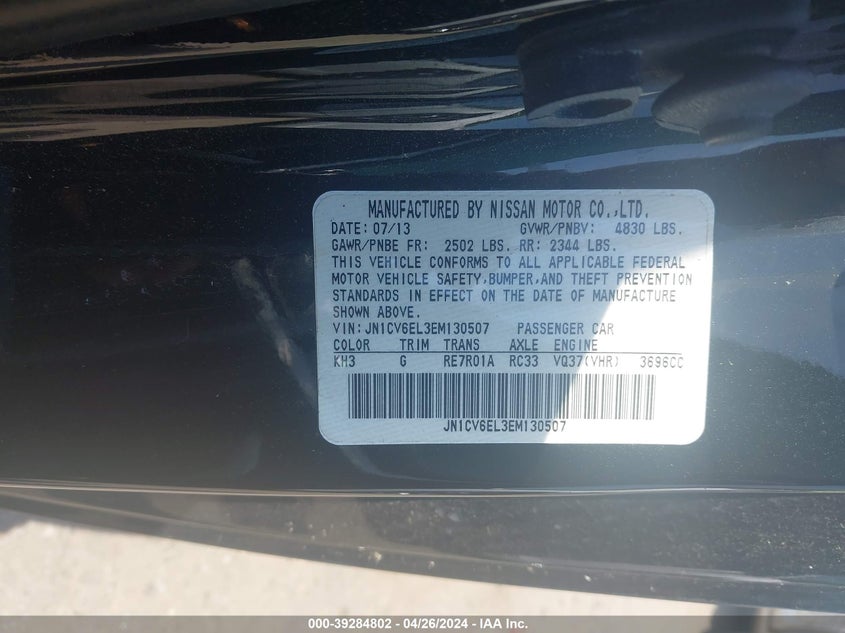 MANUFACTURED BY NISSAN MOTOR CO.,LTD.
DATE: 07/13 GVWR/PNBV: 4830 LBS.
GAWR/PNBE FR: 2502 LBS. RR: 2344 LBS.
THIS VEHICLE CONFORMS TO ALL APPLICABLE FEDERAL
MOTOR VEHICLE SAFETY,BUMPER,AND THEFT PREVENTION
STANDARDS IN EFFECT ON THE DATE OF MANUFACTURE
SHOWN ABOVE.
VIN: JN1CV6EL3EM130507 PASSENGER CAR
COLOR TRIM TRANS AXLE ENGINE
KH3 G RE7R01A RC33 VQ37(VHR) 3696CC
JN1CV6EL3EM130507
000-39284802 - 04/26/2024 - IAA Inc.